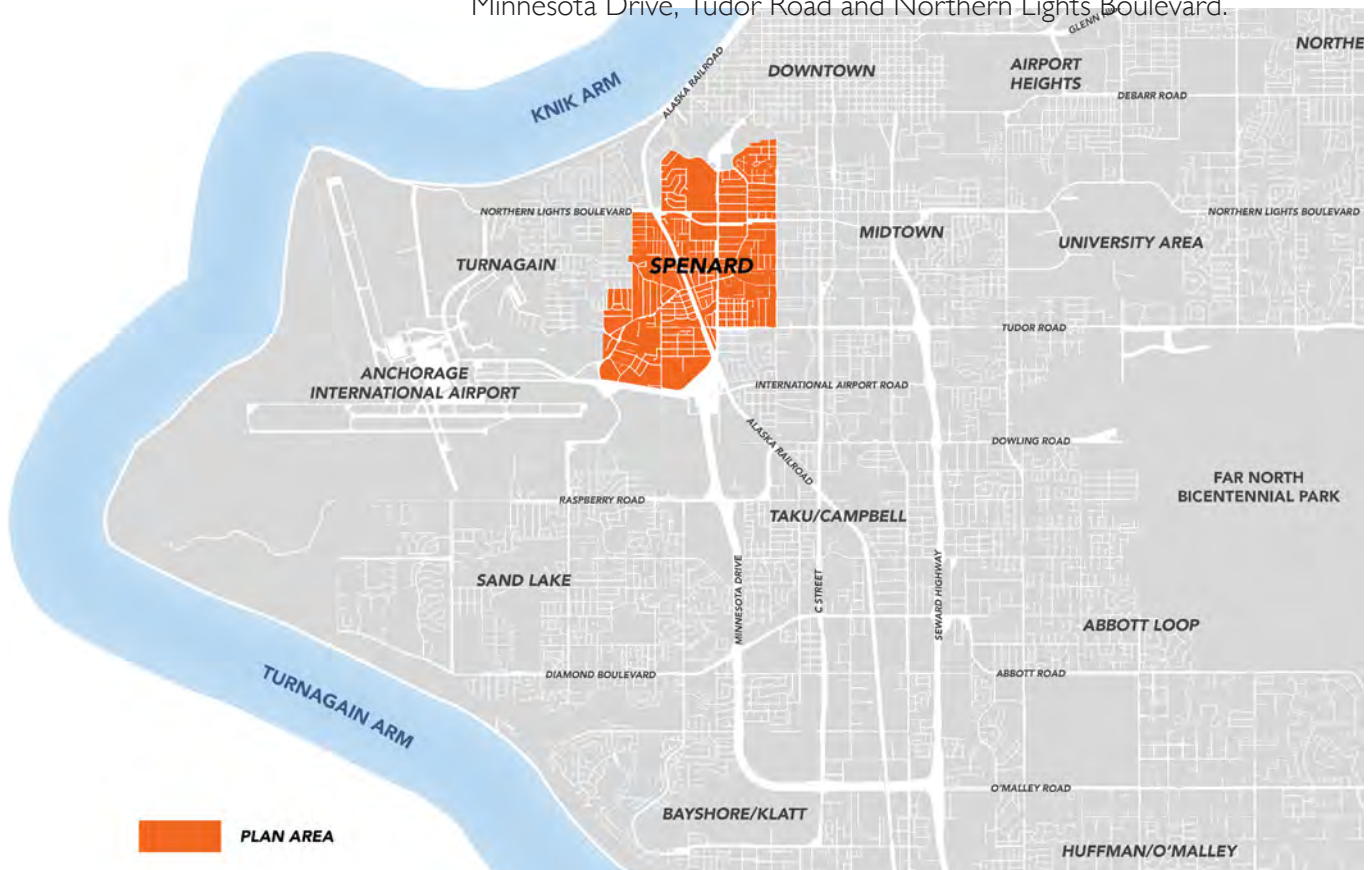 Minnesota Drive, Tudor Road and Northern Lights Boulevard.
GLENN
NORTHE
KNIK ARM
ALASKA RAILROAD
DOWNTOWN
AIRPORT
HEIGHTS
DEBARR ROAD
NORTHERN LIGHTS BOULEVARD
NORTHERN LIGHTS BOULEVARD
MIDTOWN
UNIVERSITY AREA
TURNAGAIN
SPENARD
TUDOR ROAD
ANCHORAGE
INTERNATIONAL AIRPORT
INTERNATIONAL AIRPORT ROAD
ALASKA RAILROAD
DOWLING ROAD
FAR NORTH
BICENTENNIAL PARK
RASPBERRY ROAD
TAKU/CAMPBELL
SAND LAKE
MINNESOTA DRIVE
C STREET
SEWARD HIGHWAY
ABBOTT LOOP
DIAMOND BOULEVARD
ABBOTT ROAD
TURNAGAIN ARM
O'MALLEY ROAD
BAYSHORE/KLATT
PLAN AREA
HUFFMAN/O'MALLEY